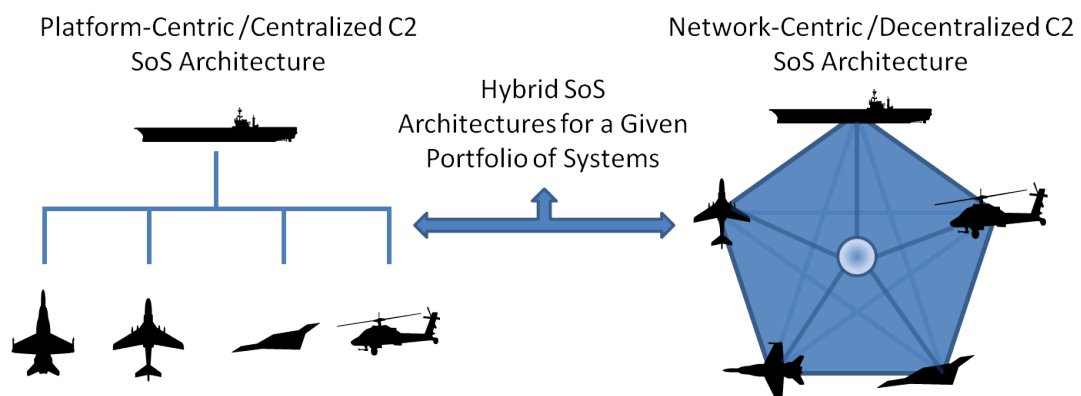 Platform-Centric /Centralized C2
SoS Architecture
Hybrid SoS
Architectures for a Given
Portfolio of Systems
Network-Centric /Decentralized C2
SoS Architecture